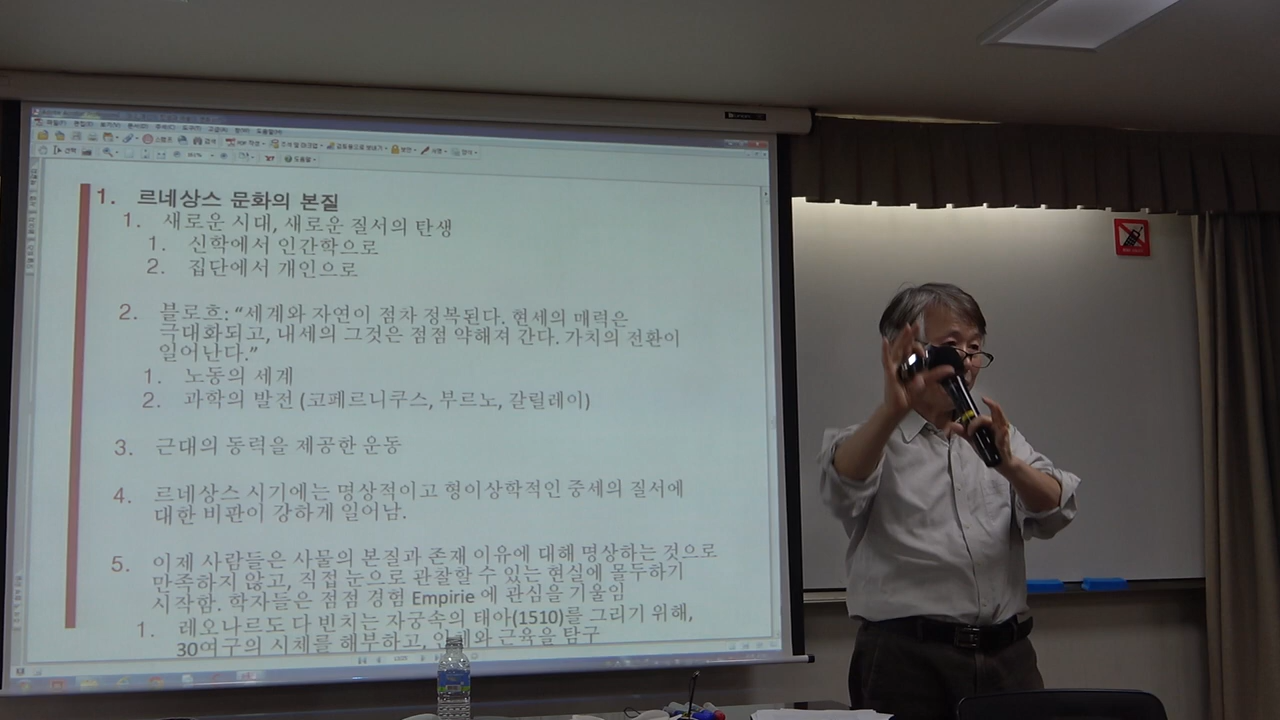 1. 르네상스 문화의 본질
1. 새로운 시대, 새로운 질서의 탄생
1. 신학에서 인간학으로
2. 집단에서 개인으로
2. 블로흐: “세계와 자연이 점차 정복된다. 현세의 매력은
극대화되고, 내세의 그것은 점점 약해져 간다. 가치의 전환이
일어난다.”
1. 노동의 세계
2. 과학의 발전 (코페르니쿠스, 부르노, 갈릴레이)
3. 근대의 동력을 제공한 운동
4. 르네상스 시기에는 명상적이고 형이상학적인 중세의 질서에
대한 비판이 강하게 일어남.
5. 이제 사람들은 사물의 본질과 존재 이유에 대해 명상하는 것으로
만족하지 않고, 직접 눈으로 관찰할 수 있는 현실에 몰두하기
시작함. 학자들은 점점 경험 Empirie 에 관심을 기울임
1. 레오나르도 다 빈치는 자궁속의 태아(1510)를 그리기 위해,
30여구의 시체를 해부하고, 근육을 탐구